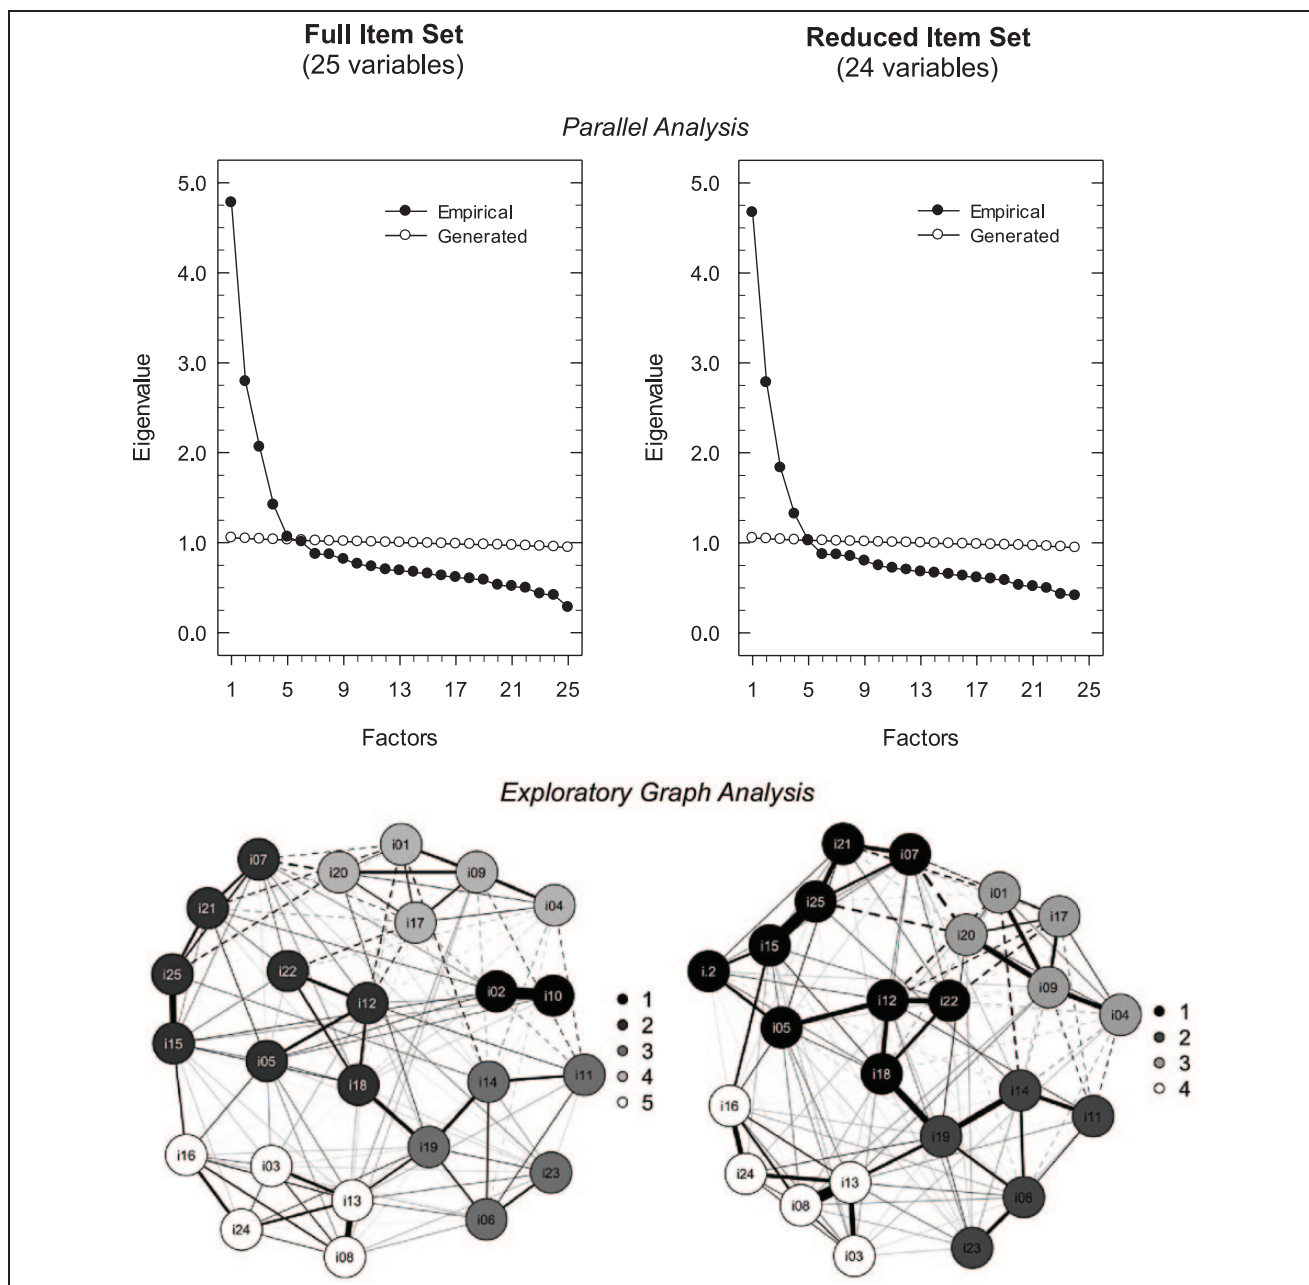 Full Item Set
(25 variables)
Reduced Item Set
(24 variables)
Parallel Analysis
Eigenvalue
5.0
4.0
3.0
2.0
1.0
0.0
Empirical
Generated
1 5 9 13 17 21 25
Factors
Eigenvalue
5.0
4.0
3.0
2.0
1.0
0.0
Empirical
Generated
1 5 9 13 17 21 25
Factors
Exploratory Graph Analysis
i01
i07
i20
i09
i21
i04
i17
i25
i22
i02
i10
i12
i15
i05
i18
i14
i11
i19
i16
i03
i23
i13
i06
i24
i08
1
2
3
4
5
i21
i07
i01
i25
i17
i20
i15
i.2
i09
i12
i22
i04
i05
i18
i14
i16
i11
i19
i24
i13
i08
i06
i23
i03
1
2
3
4